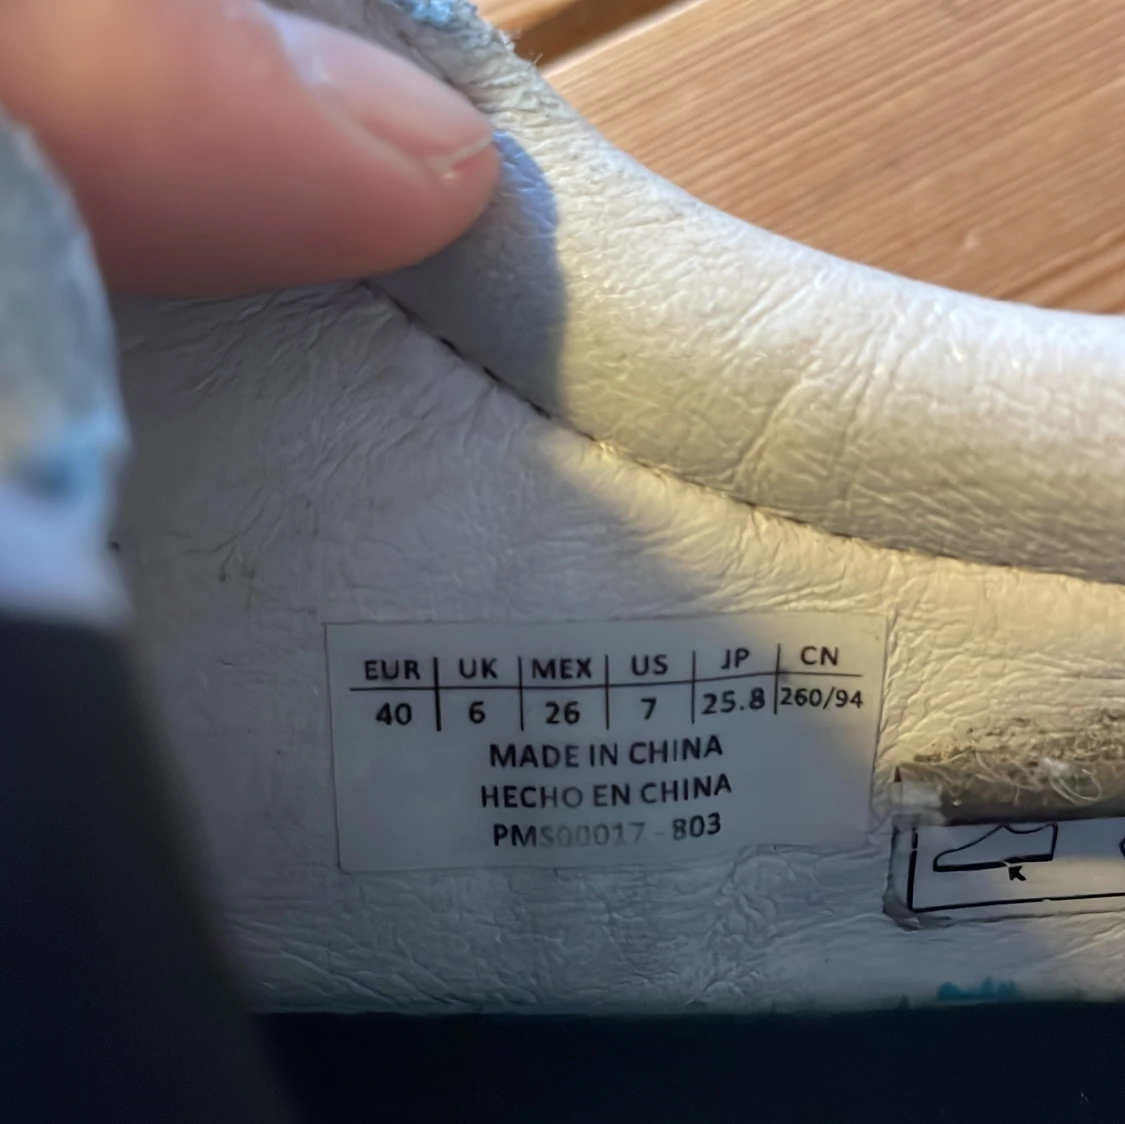 EUR | UK | MEX | US | JP | CN
40 | 6 | 26 | 7 | 25.8 | 260/94
MADE IN CHINA
HECHO EN CHINA
PMS00017-803